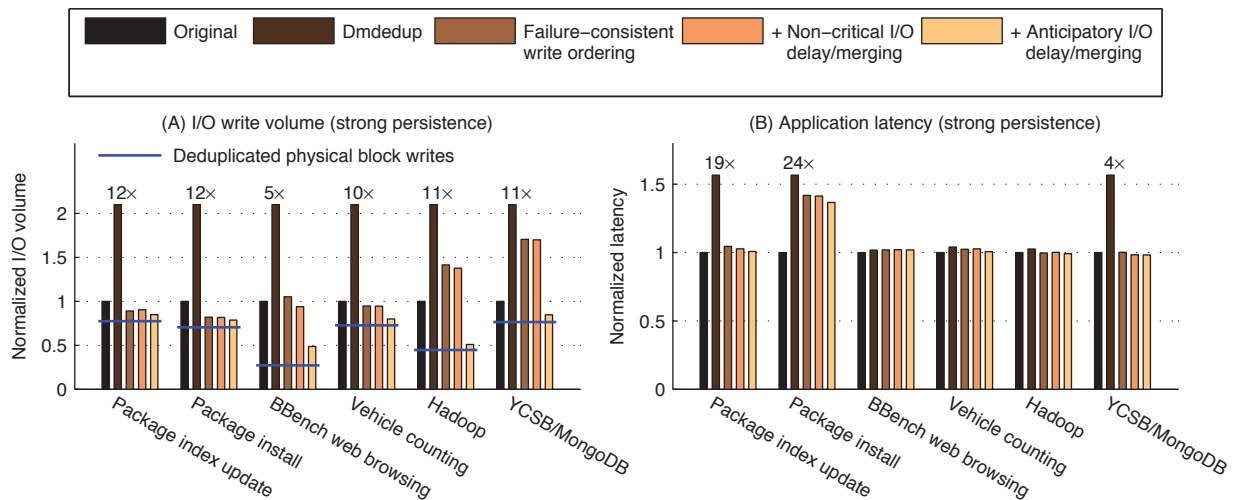 Original
Dmdedup
Failure−consistent
write ordering
+ Non−critical I/O
delay/merging
+ Anticipatory I/O
delay/merging
(A) I/O write volume (strong persistence)
Deduplicated physical block writes
Normalized I/O volume
2
1.5
1
0.5
0
12×
12×
5×
10×
11×
11×
Package index update
Package install
BBench web browsing
Vehicle counting
Hadoop
YCSB/MongoDB
(B) Application latency (strong persistence)
Normalized latency
1.5
1
0.5
0
19×
24×
4×
Package index update
Package install
BBench web browsing
Vehicle counting
Hadoop
YCSB/MongoDB